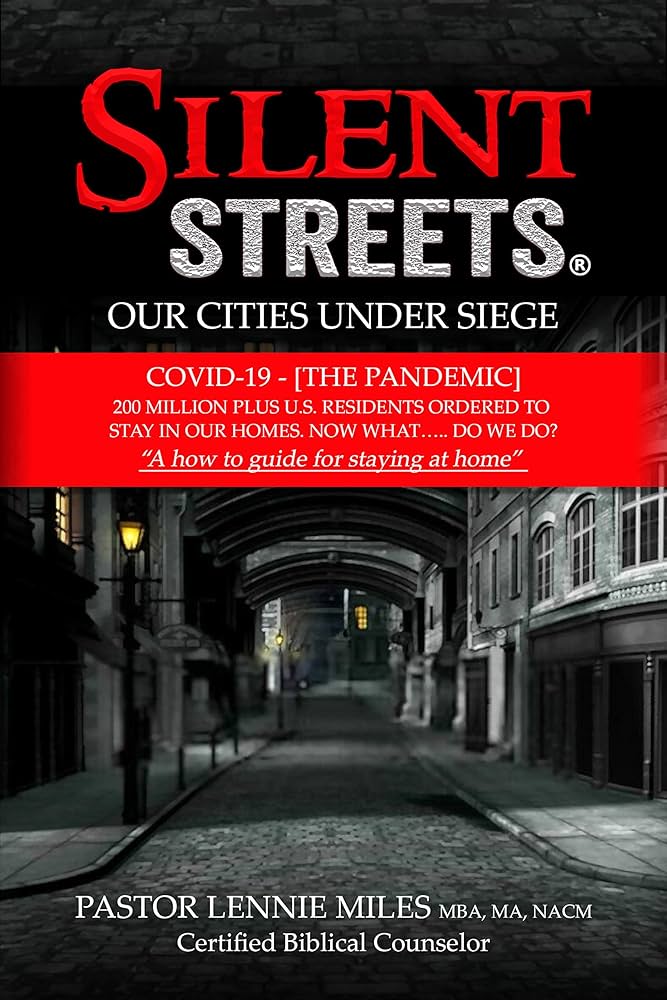 SILENT
STREETS®
OUR CITIES UNDER SIEGE
COVID-19 - [THE PANDEMIC]
200 MILLION PLUS U.S. RESIDENTS ORDERED TO
STAY IN OUR HOMES. NOW WHAT..... DO WE DO?
“A how to guide for staying at home”
PASTOR LENNIE MILES MBA, MA, NACM
Certified Biblical Counselor